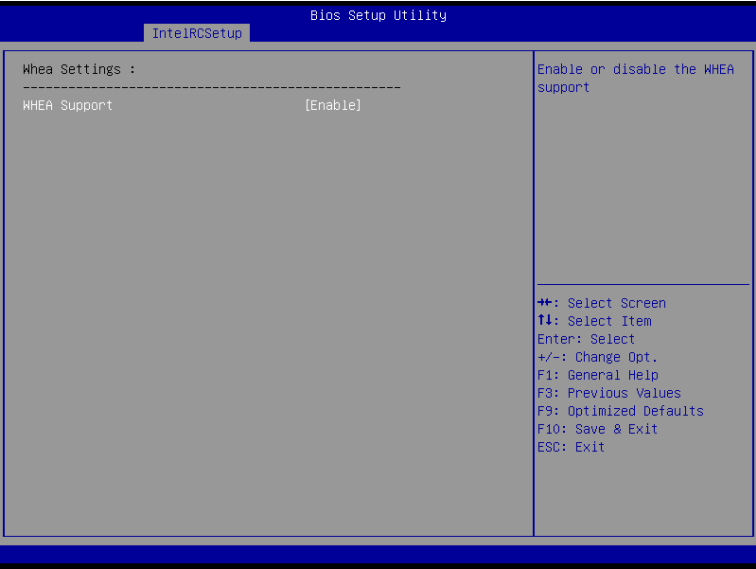 Bios Setup Utility
IntelRCSetup
Whea Settings :
--------------------------------------------------
WHEA Support [Enable]
Enable or disable the WHEA
support
→←: Select Screen
↑↓: Select Item
Enter: Select
+/-: Change Opt.
F1: General Help
F3: Previous Values
F9: Optimized Defaults
F10: Save & Exit
ESC: Exit